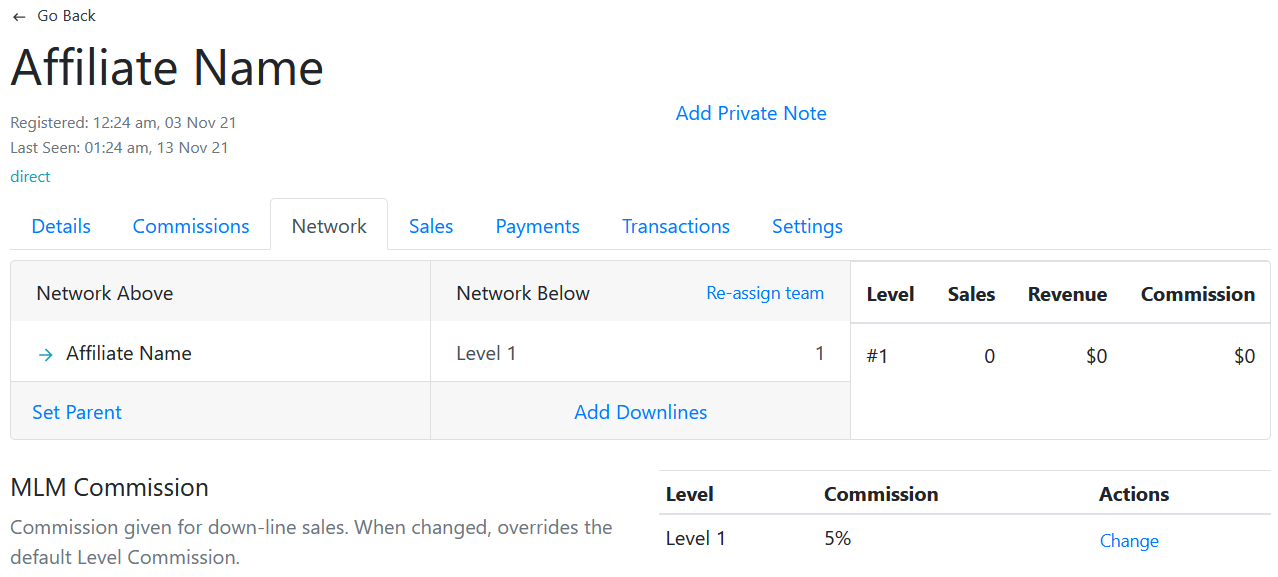 ← Go Back
Affiliate Name
Registered: 12:24 am, 03 Nov 21
Last Seen: 01:24 am, 13 Nov 21
direct
Add Private Note
Details Commissions Network Sales Payments Transactions Settings
Network Above Network Below Re-assign team Level Sales Revenue Commission
→ Affiliate Name Level 1 1 #1 0 $0 $0
Set Parent Add Downlines
MLM Commission
Commission given for down-line sales. When changed, overrides the
default Level Commission.
Level Commission Actions
Level 1 5% Change